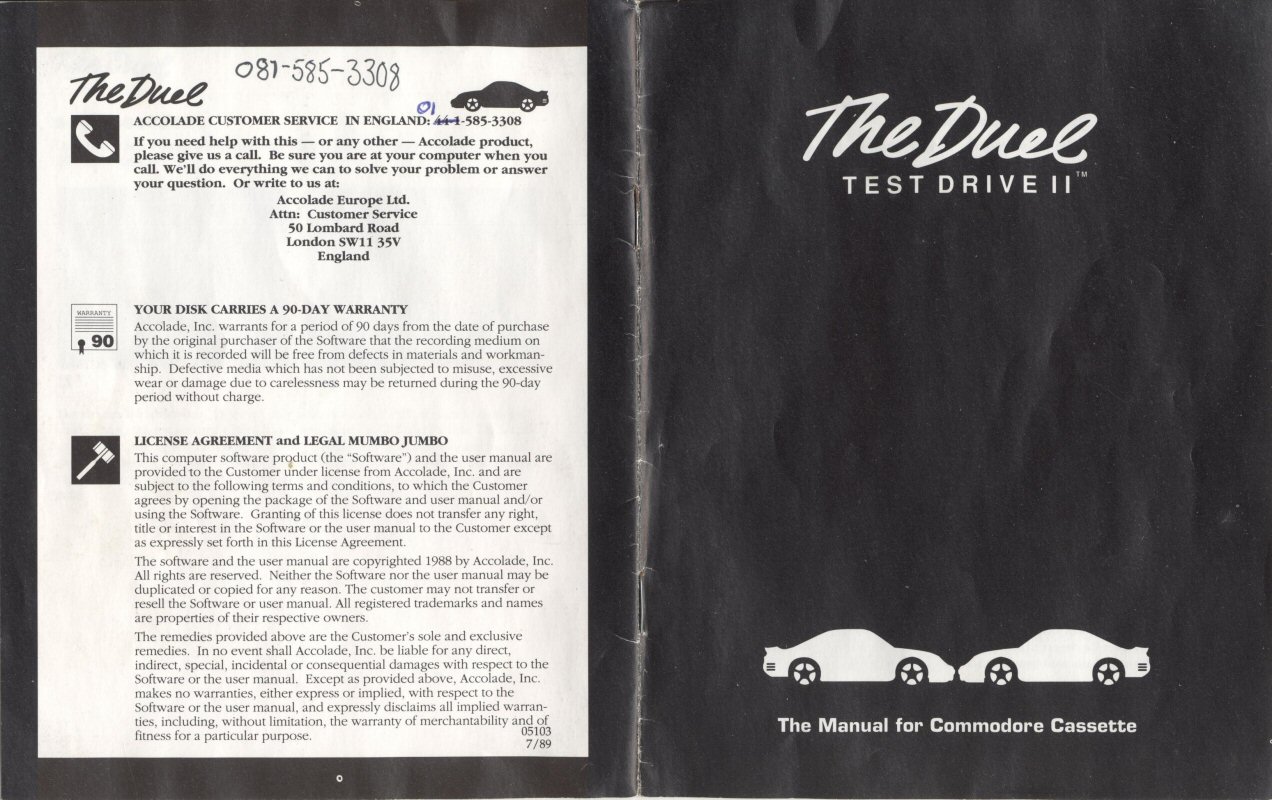 The Duel
081-585-3308
01
ACCOLADE CUSTOMER SERVICE IN ENGLAND: 44-1-585-3308
If you need help with this — or any other — Accolade product,
please give us a call. Be sure you are at your computer when you
call. We'll do everything we can to solve your problem or answer
your question. Or write to us at:
Accolade Europe Ltd.
Attn: Customer Service
50 Lombard Road
London SW11 35V
England
WARRANTY
90
YOUR DISK CARRIES A 90-DAY WARRANTY
Accolade, Inc. warrants for a period of 90 days from the date of purchase
by the original purchaser of the Software that the recording medium on
which it is recorded will be free from defects in materials and workman-
ship. Defective media which has not been subjected to misuse, excessive
wear or damage due to carelessness may be returned during the 90-day
period without charge.
LICENSE AGREEMENT and LEGAL MUMBO JUMBO
This computer software product (the “Software”) and the user manual are
provided to the Customer under license from Accolade, Inc. and are
subject to the following terms and conditions, to which the Customer
agrees by opening the package of the Software and user manual and/or
using the Software. Granting of this license does not transfer any right,
title or interest in the Software or the user manual to the Customer except
as expressly set forth in this License Agreement.
The software and the user manual are copyrighted 1988 by Accolade, Inc.
All rights are reserved. Neither the Software nor the user manual may be
duplicated or copied for any reason. The customer may not transfer or
resell the Software or user manual. All registered trademarks and names
are properties of their respective owners.
The remedies provided above are the Customer's sole and exclusive
remedies. In no event shall Accolade, Inc. be liable for any direct,
indirect, special, incidental or consequential damages with respect to the
Software or the user manual. Except as provided above, Accolade, Inc.
makes no warranties, either express or implied, with respect to the
Software or the user manual, and expressly disclaims all implied warran-
ties, including, without limitation, the warranty of merchantability and of
fitness for a particular purpose.
05103
7/89
The Duel
TEST DRIVE II™
The Manual for Commodore Cassette